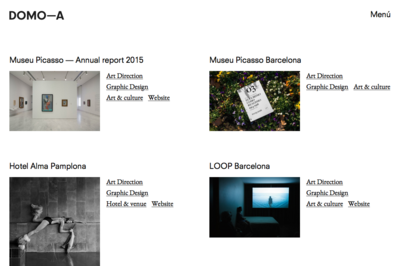 DOMO—A
Menú
Museu Picasso — Annual report 2015
Art Direction
Graphic Design
Art & culture Website
Museu Picasso Barcelona
Art Direction
Graphic Design Art & culture
Hotel Alma Pamplona
Art Direction
Graphic Design
Hotel & venue Website
LOOP Barcelona
Art Direction
Graphic Design
Art & culture Website